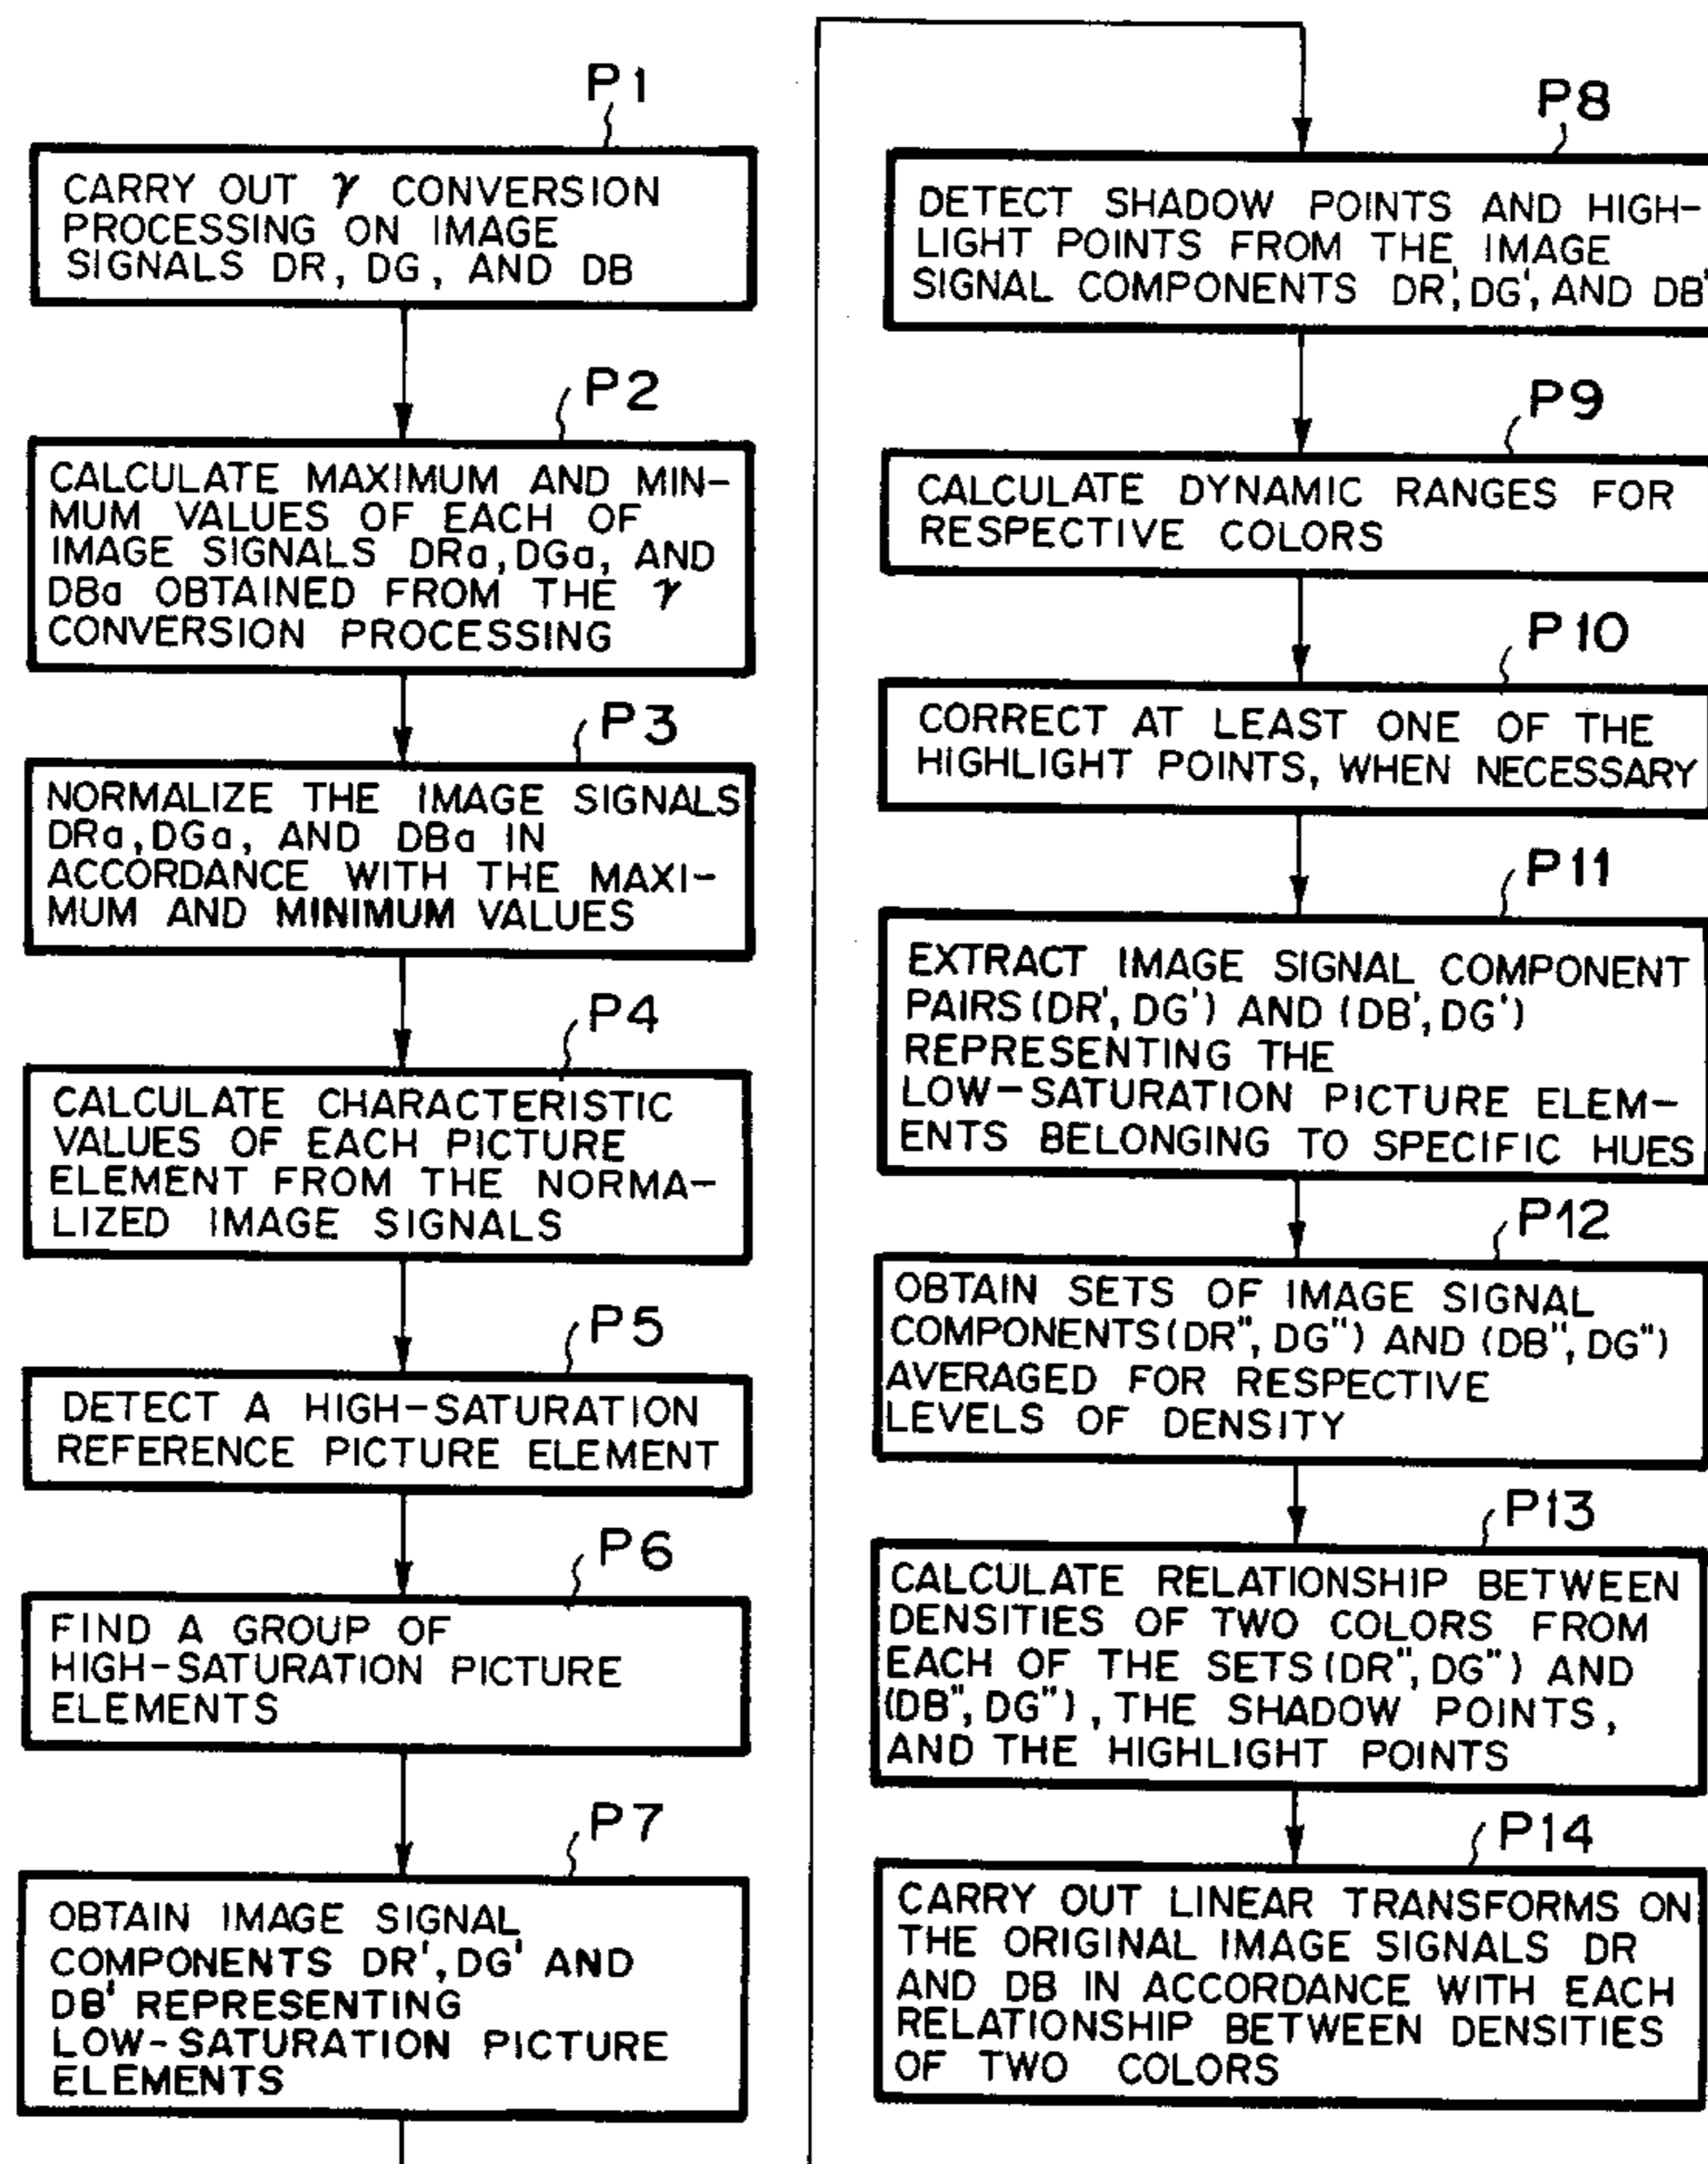 P1
CARRY OUT γ CONVERSION
PROCESSING ON IMAGE
SIGNALS DR, DG, AND DB
P2
CALCULATE MAXIMUM AND MIN-
MUM VALUES OF EACH OF
IMAGE SIGNALS DRa, DGa, AND
DBa OBTAINED FROM THE γ
CONVERSION PROCESSING
P3
NORMALIZE THE IMAGE SIGNALS
DRa, DGa, AND DBa IN
ACCORDANCE WITH THE MAXI-
MUM AND MINIMUM VALUES
P4
CALCULATE CHARACTERISTIC
VALUES OF EACH PICTURE
ELEMENT FROM THE NORMA-
LIZED IMAGE SIGNALS
P5
DETECT A HIGH-SATURATION
REFERENCE PICTURE ELEMENT
P6
FIND A GROUP OF
HIGH-SATURATION PICTURE
ELEMENTS
P7
OBTAIN IMAGE SIGNAL
COMPONENTS DR', DG' AND
DB' REPRESENTING
LOW-SATURATION PICTURE
ELEMENTS
P8
DETECT SHADOW POINTS AND HIGH-
LIGHT POINTS FROM THE IMAGE
SIGNAL COMPONENTS DR', DG', AND DB'
P9
CALCULATE DYNAMIC RANGES FOR
RESPECTIVE COLORS
P10
CORRECT AT LEAST ONE OF THE
HIGHLIGHT POINTS, WHEN NECESSARY
P11
EXTRACT IMAGE SIGNAL COMPONENT
PAIRS (DR', DG') AND (DB', DG')
REPRESENTING THE
LOW-SATURATION PICTURE ELEM-
ENTS BELONGING TO SPECIFIC HUES
P12
OBTAIN SETS OF IMAGE SIGNAL
COMPONENTS (DR", DG") AND (DB", DG")
AVERAGED FOR RESPECTIVE
LEVELS OF DENSITY
P13
CALCULATE RELATIONSHIP BETWEEN
DENSITIES OF TWO COLORS FROM
EACH OF THE SETS (DR", DG") AND
(DB", DG"), THE SHADOW POINTS,
AND THE HIGHLIGHT POINTS
P14
CARRY OUT LINEAR TRANSFORMS ON
THE ORIGINAL IMAGE SIGNALS DR
AND DB IN ACCORDANCE WITH EACH
RELATIONSHIP BETWEEN DENSITIES
OF TWO COLORS